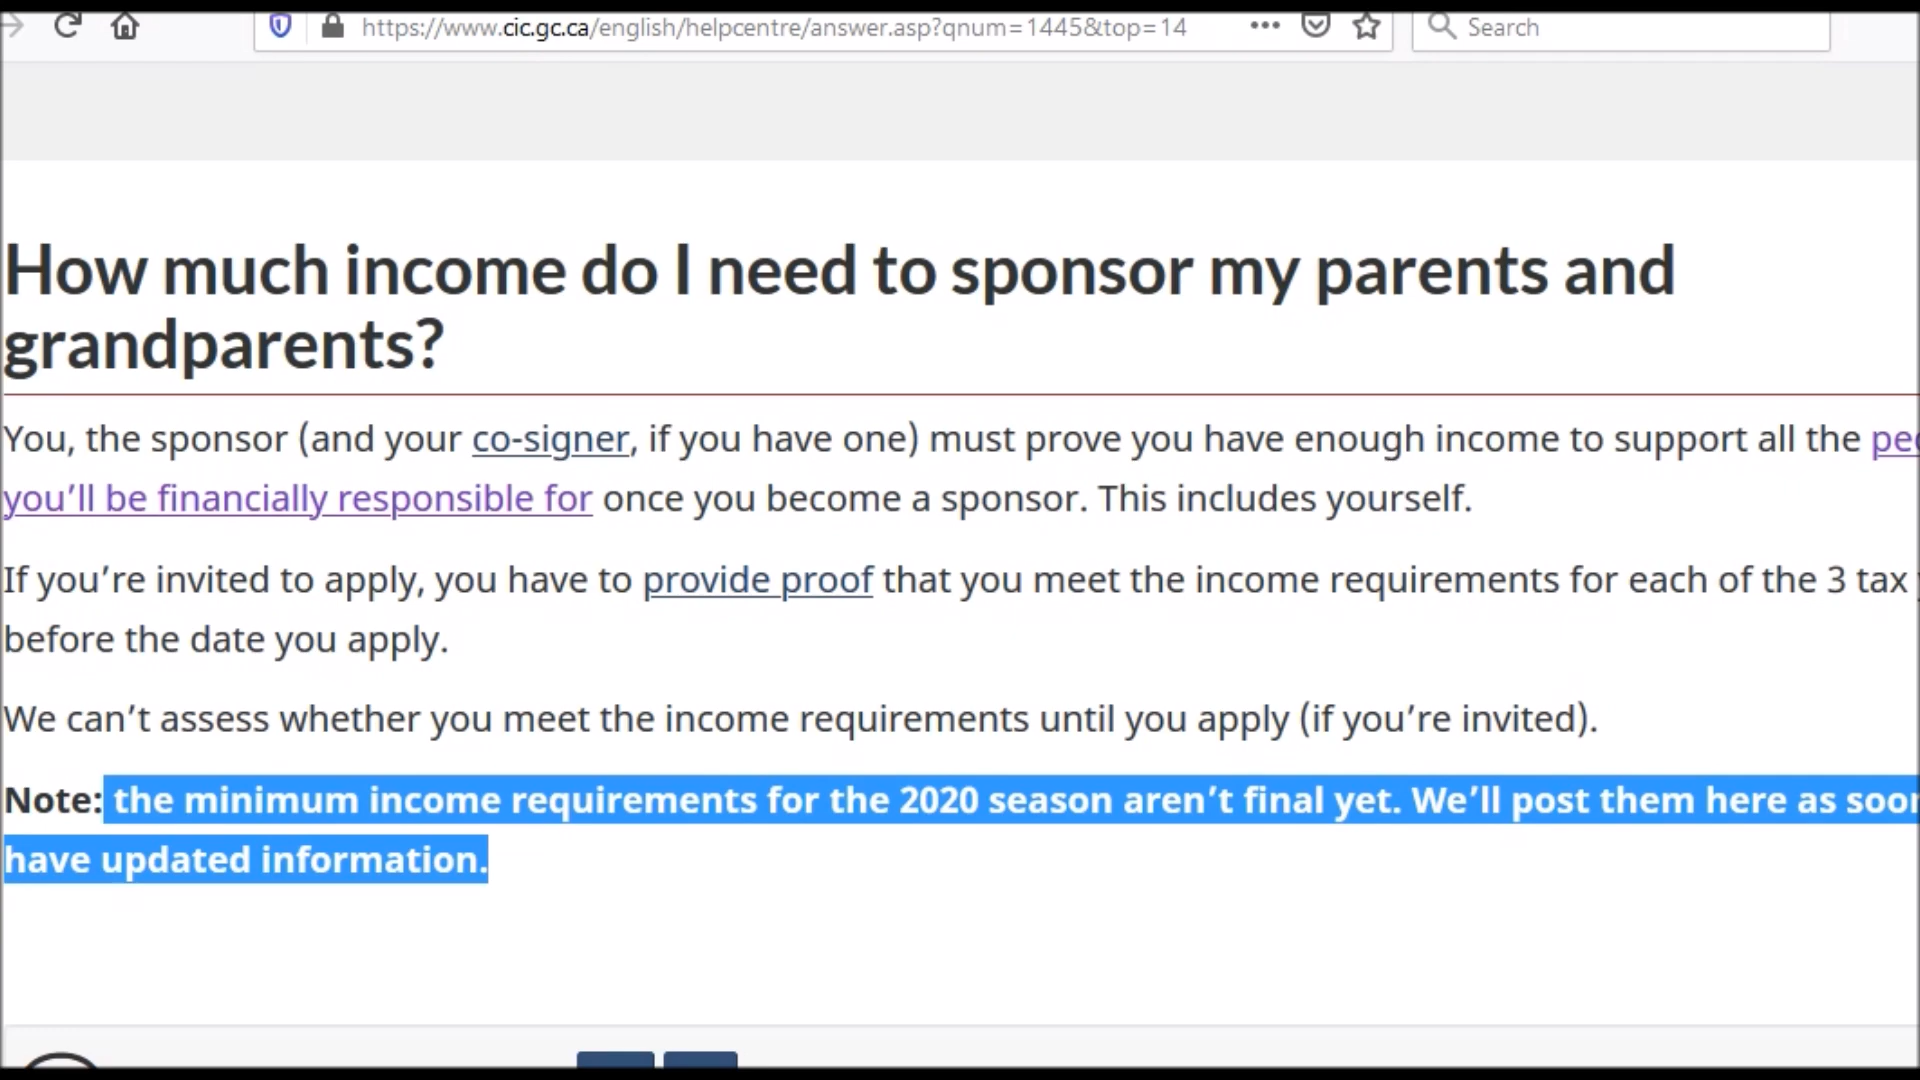 https://www.cic.gc.ca/english/helpcentre/answer.asp?qnum=1445&top=14
Search
How much income do I need to sponsor my parents and
grandparents?
You, the sponsor (and your co-signer, if you have one) must prove you have enough income to support all the
you’ll be financially responsible for once you become a sponsor. This includes yourself.
If you’re invited to apply, you have to provide proof that you meet the income requirements for each of the 3 tax
before the date you apply.
We can’t assess whether you meet the income requirements until you apply (if you’re invited).
Note: the minimum income requirements for the 2020 season aren’t final yet. We’ll post them here as soon
have updated information.